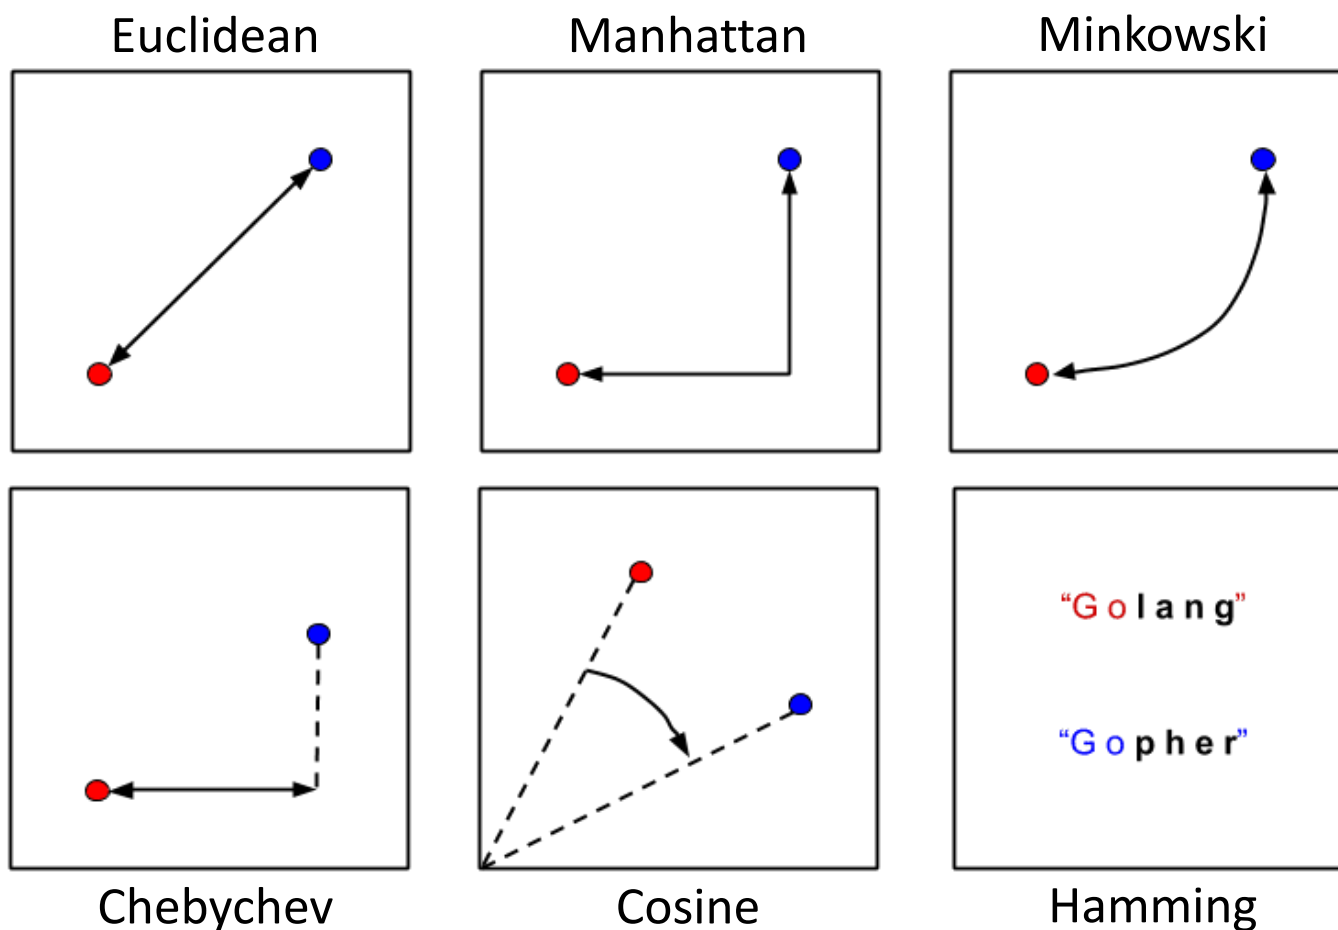 Euclidean
Manhattan
Minkowski
Chebychev
Cosine
“Golang”
“Gopher”
Hamming